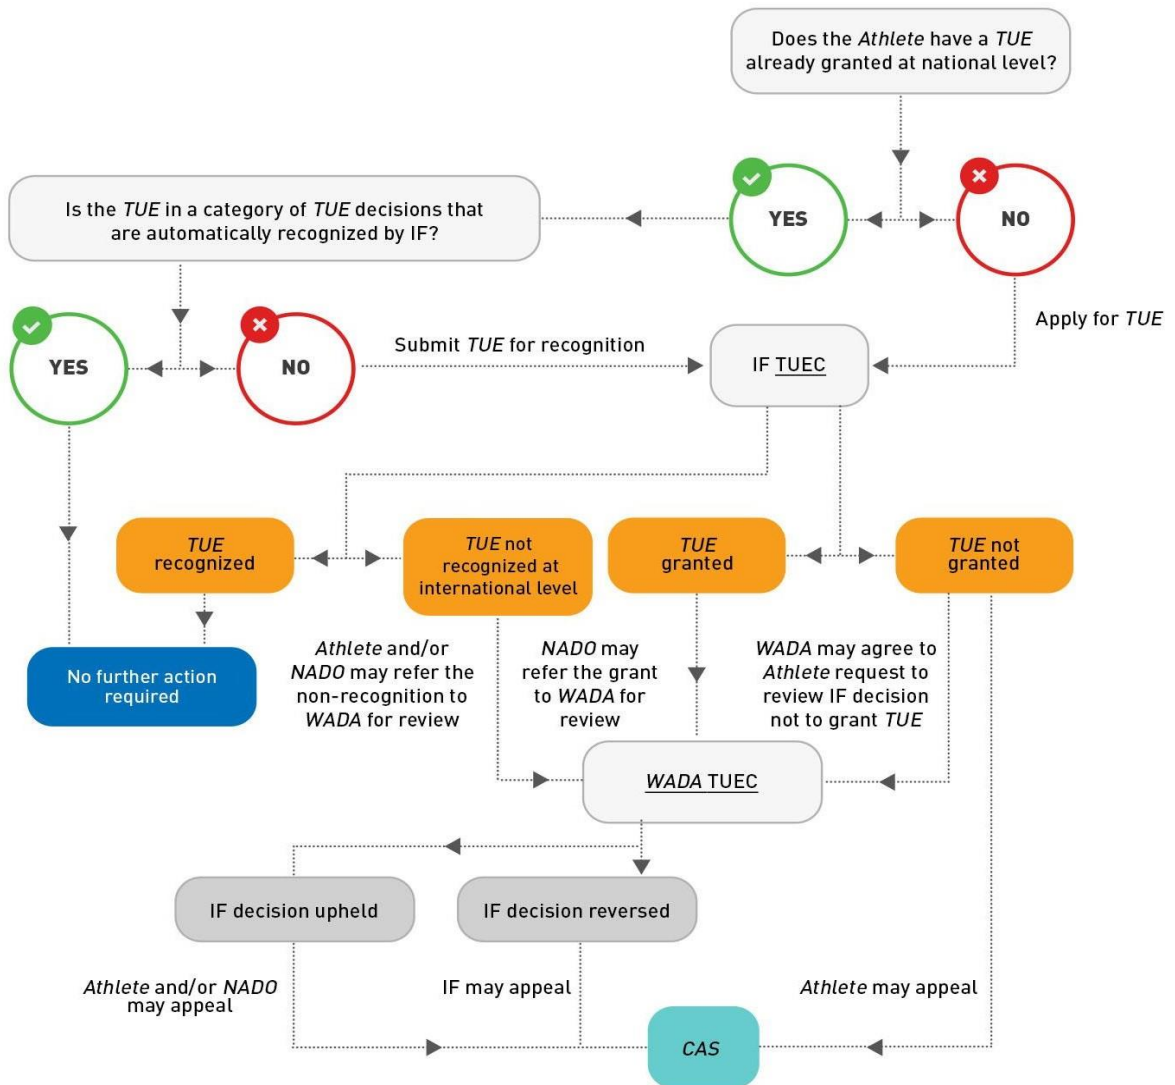 Does the Athlete have a TUE
already granted at national level?
YES
NO
Is the TUE in a category of TUE decisions that
are automatically recognized by IF?
Apply for TUE
YES
NO
Submit TUE for recognition
IF TUEC
TUE
recognized
TUE not
recognized at
international level
TUE
granted
TUE not
granted
No further action
required
Athlete and/or
NADO may refer the
non-recognition to
WADA for review
NADO may
refer the grant
to WADA for
review
WADA may agree to
Athlete request to
review IF decision
not to grant TUE
WADA TUEC
IF decision upheld
IF decision reversed
Athlete and/or NADO
may appeal
IF may appeal
Athlete may appeal
CAS